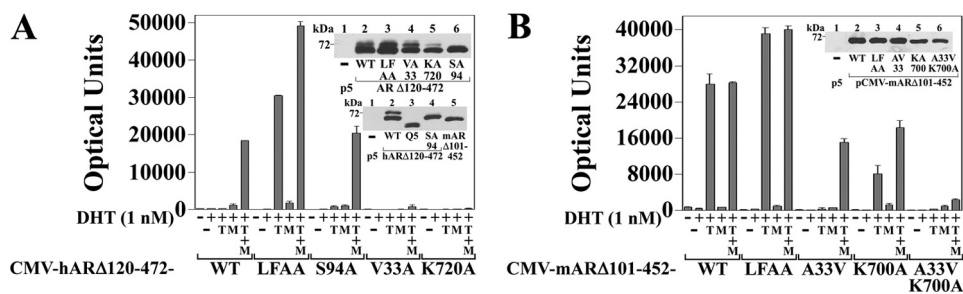 A
Optical Units
50000
40000
30000
20000
10000
0
kDa 1 2 3 4 5 6
72
– WT LF VA KA SA
AA 33 720 94
p5 AR Δ120-472
kDa 1 2 3 4 5
72
– WT Q5 SA mAR
94 Δ101-
p5 hARΔ120-472 452
DHT (1 nM) - + + + + - + + + + - + + + + - + + + + - + + + +
– T M T – T M T – T M T – T M T – T M T
+ + + + +
M M M M M
CMV-hARΔ120-472- WT LFAA S94A V33A K720A
B
Optical Units
40000
30000
20000
10000
0
kDa 1 2 3 4 5 6
72
– WT LF AV KA A33V
AA 33 700 K700A
p5 pCMV-mARΔ101-452
DHT (1 nM) - + + + + - + + + + - + + + + - + + + + - + + + +
– T M T – T M T – T M T – T M T – T M T
+ + + + +
M M M M M
CMV-mARΔ101-452- WT LFAA A33V K700A A33V
K700A